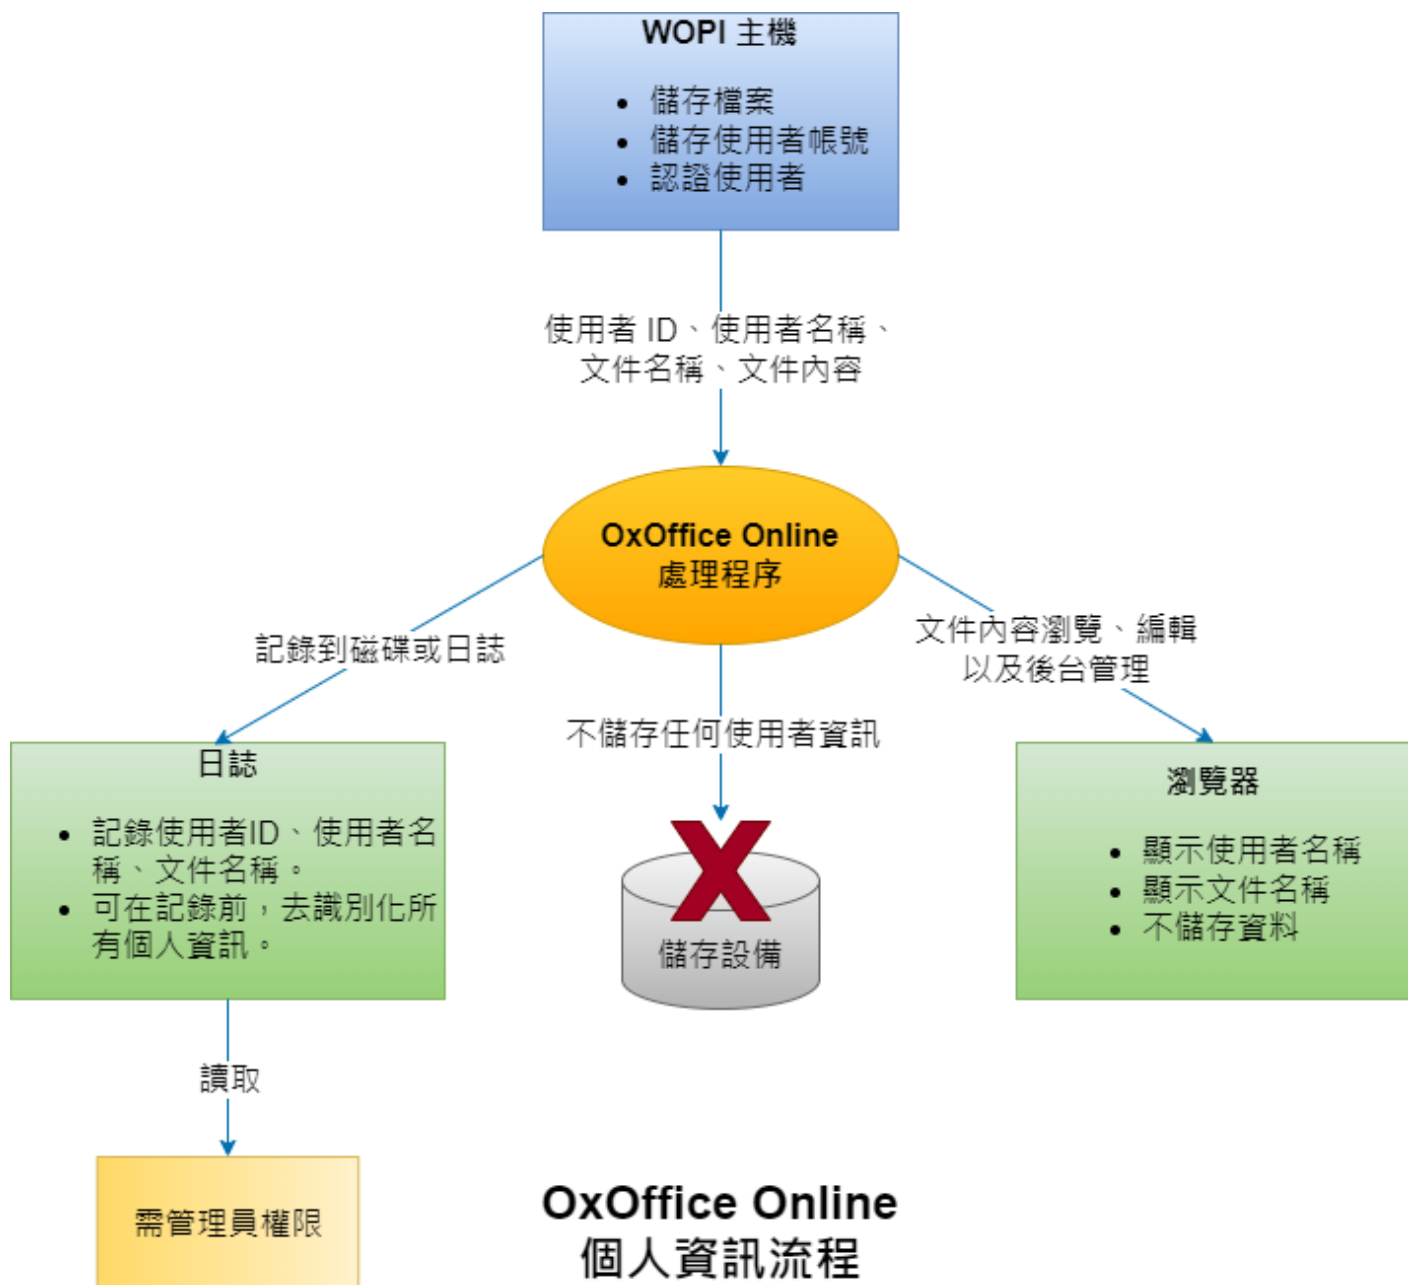 WOPI 主機
• 儲存檔案
• 儲存使用者帳號
• 認證使用者
使用者 ID、使用者名稱、
文件名稱、文件內容
OxOffice Online
處理程序
記錄到磁碟或日誌
不儲存任何使用者資訊
文件內容瀏覽、編輯
以及後台管理
日誌
• 記錄使用者ID、使用者名
稱、文件名稱。
• 可在記錄前，去識別化所
有個人資訊。
儲存設備
瀏覽器
• 顯示使用者名稱
• 顯示文件名稱
• 不儲存資料
讀取
需管理員權限
OxOffice Online
個人資訊流程